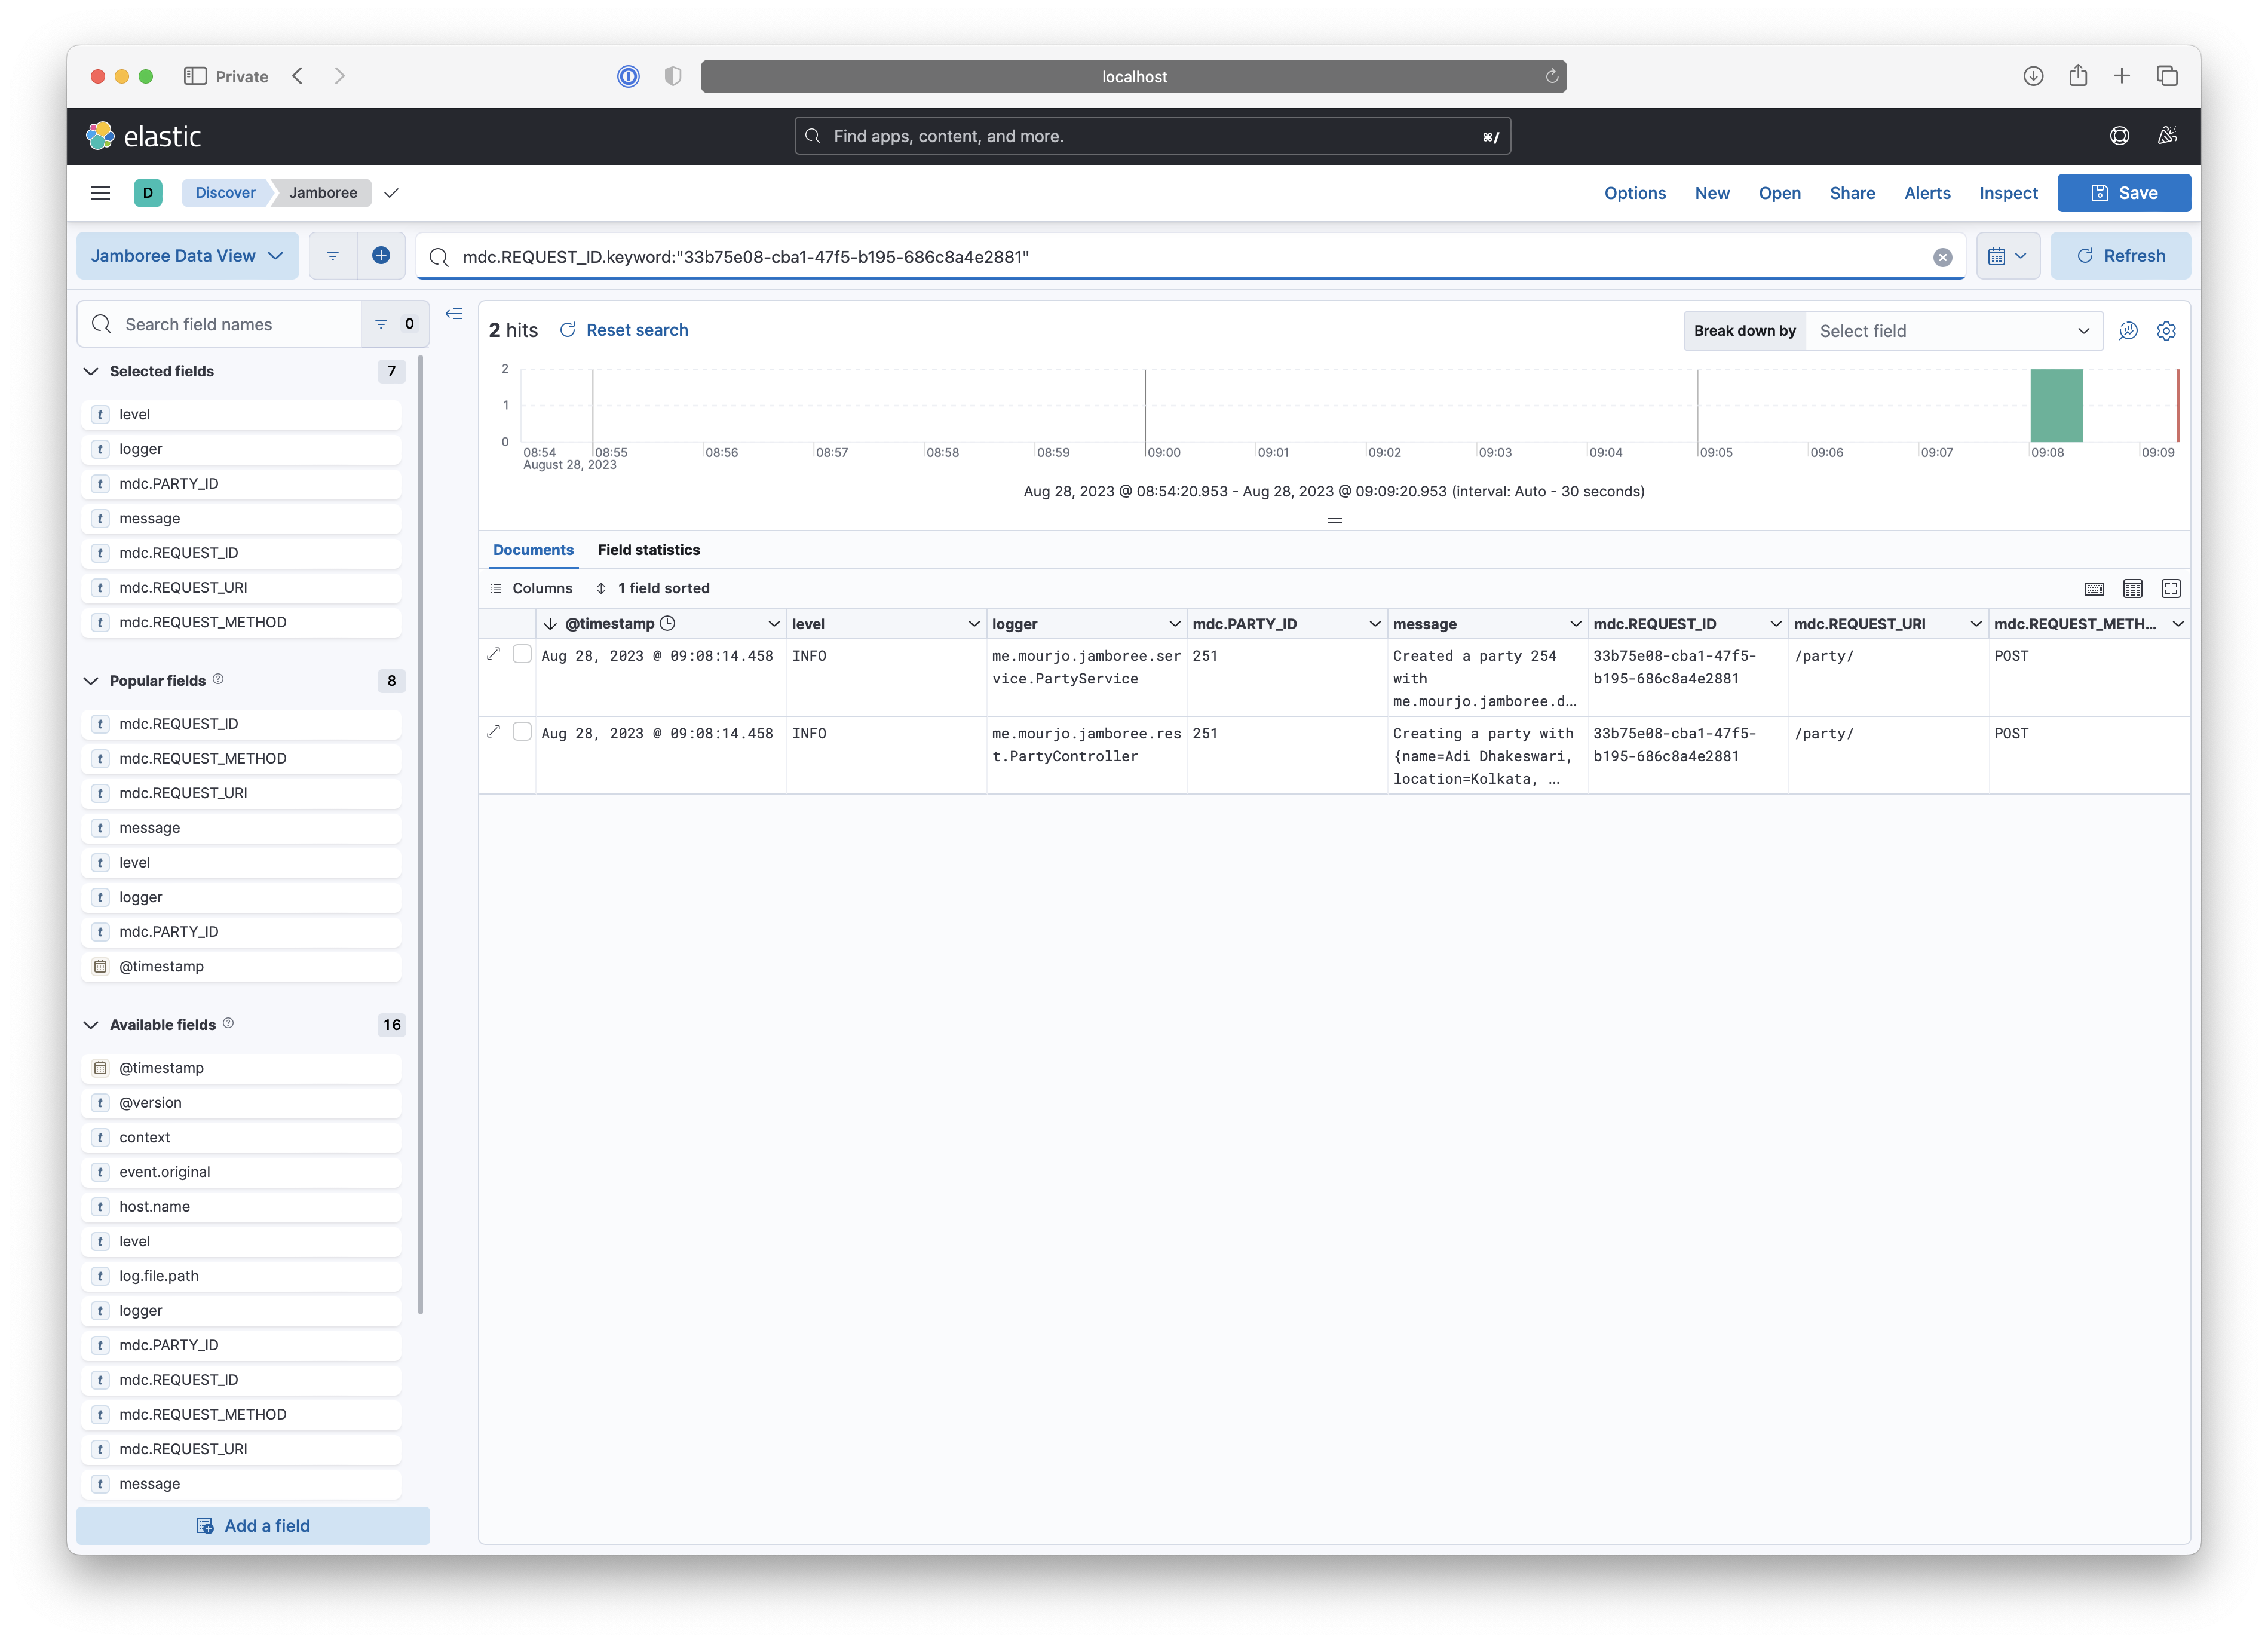 Private
localhost
elastic
Find apps, content, and more.
⌘/
D
Discover
Jamboree
Options
New
Open
Share
Alerts
Inspect
Save
Jamboree Data View
mdc.REQUEST_ID.keyword:"33b75e08-cba1-47f5-b195-686c8a4e2881"
Refresh
Search field names
0
Selected fields
7
t level
t logger
t mdc.PARTY_ID
t message
t mdc.REQUEST_ID
t mdc.REQUEST_URI
t mdc.REQUEST_METHOD
Popular fields
8
t mdc.REQUEST_ID
t mdc.REQUEST_METHOD
t mdc.REQUEST_URI
t message
t level
t logger
t mdc.PARTY_ID
@timestamp
Available fields
16
@timestamp
t @version
t context
t event.original
t host.name
t level
t log.file.path
t logger
t mdc.PARTY_ID
t mdc.REQUEST_ID
t mdc.REQUEST_METHOD
t mdc.REQUEST_URI
t message
Add a field
2 hits
Reset search
Break down by
Select field
2
1
0
08:54
08:55
08:56
08:57
08:58
08:59
09:00
09:01
09:02
09:03
09:04
09:05
09:06
09:07
09:08
09:09
August 28, 2023
Aug 28, 2023 @ 08:54:20.953 - Aug 28, 2023 @ 09:09:20.953 (interval: Auto - 30 seconds)
Documents
Field statistics
Columns
1 field sorted
@timestamp
level
logger
mdc.PARTY_ID
message
mdc.REQUEST_ID
mdc.REQUEST_URI
mdc.REQUEST_METH...
Aug 28, 2023 @ 09:08:14.458
INFO
me.mourjo.jamboree.ser
vice.PartyService
251
Created a party 254
with
me.mourjo.jamboree.d...
33b75e08-cba1-47f5-
b195-686c8a4e2881
/party/
POST
Aug 28, 2023 @ 09:08:14.458
INFO
me.mourjo.jamboree.res
t.PartyController
251
Creating a party with
{name=Adi Dhakeswari,
location=Kolkata, ...
33b75e08-cba1-47f5-
b195-686c8a4e2881
/party/
POST